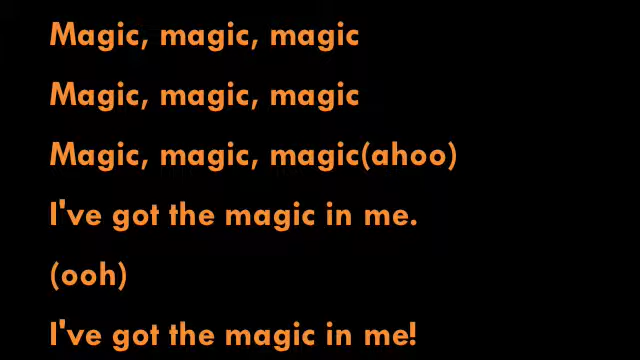 Magic, magic, magic
Magic, magic, magic
Magic, magic, magic(ahoo)
I've got the magic in me.
(ooh)
I've got the magic in me!